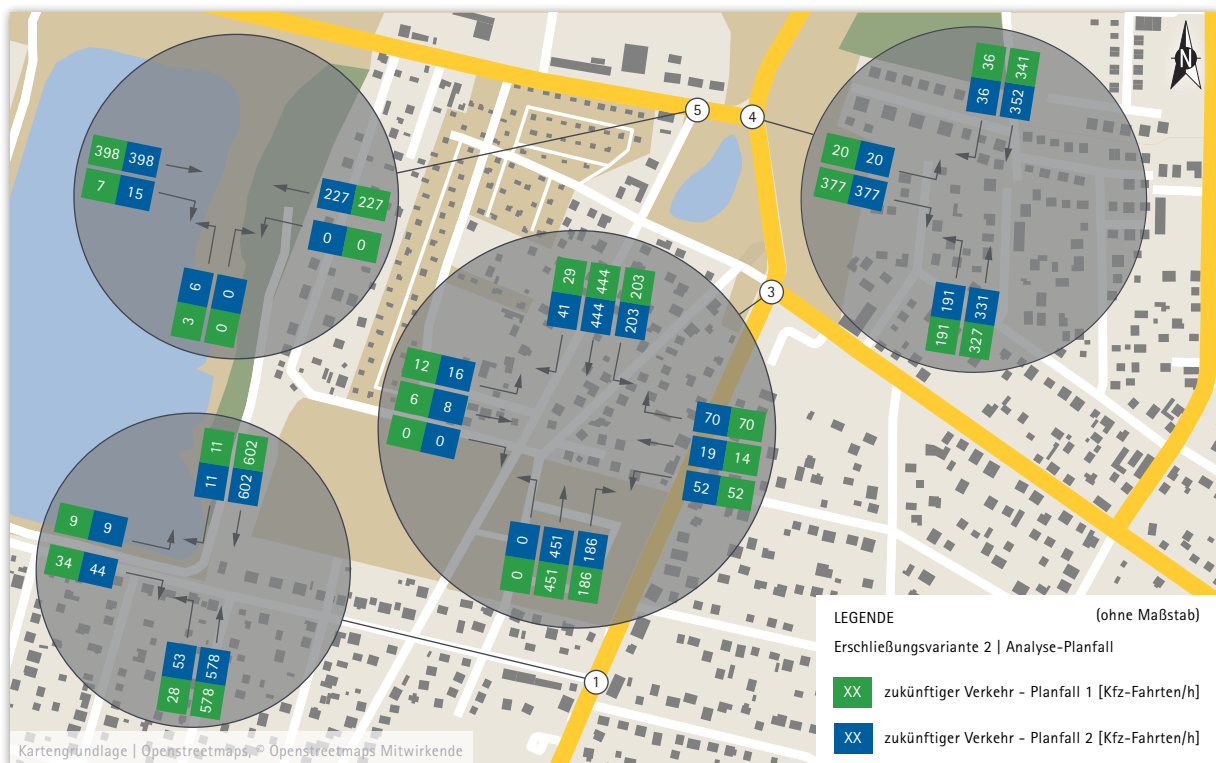 N
5
4
3
1
398 398
7 15
227 227
0 0
6 0
3 0
36 341
36 352
20 20
377 377
191 331
191 327
29 444 203
41 444 203
12 16
6 8
0 0
70 70
19 14
52 52
0 451 186
0 451 186
11 602
11 602
9 9
34 44
53 578
28 578
LEGENDE (ohne Maßstab)
Erschließungsvariante 2 | Analyse-Planfall
XX zukünftiger Verkehr - Planfall 1 [Kfz-Fahrten/h]
XX zukünftiger Verkehr - Planfall 2 [Kfz-Fahrten/h]
Kartengrundlage | Openstreetmaps, © Openstreetmaps Mitwirkende